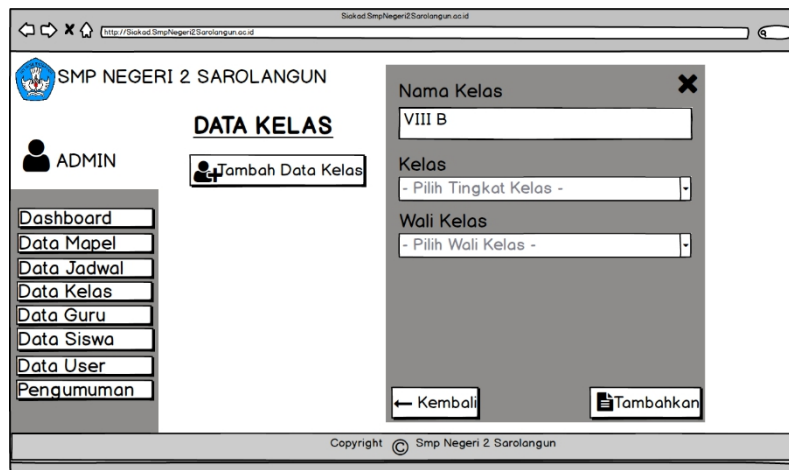 Siakad.SmpNegeri2Sarolangun.ac.id
http://Siakad.SmpNegeri2Sarolangun.ac.id
SMP NEGERI 2 SAROLANGUN
DATA KELAS
ADMIN
Tambah Data Kelas
Dashboard
Data Mapel
Data Jadwal
Data Kelas
Data Guru
Data Siswa
Data User
Pengumuman
Nama Kelas
VIII B
Kelas
- Pilih Tingkat Kelas -
Wali Kelas
- Pilih Wali Kelas -
← Kembali
Tambahkan
Copyright © Smp Negeri 2 Sarolangun